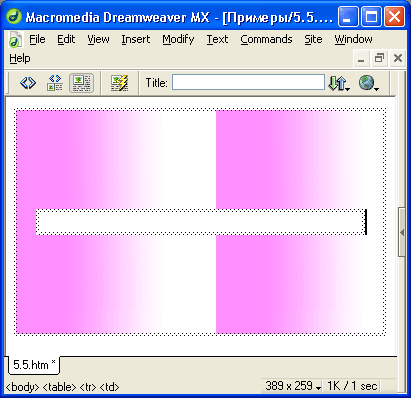 Macromedia Dreamweaver MX - [Примеры/5.5....
File Edit View Insert Modify Text Commands Site Window
Help
Title:
5.5.htm*
<body> <table> <tr> <td> 389 x 259 1K / 1 sec